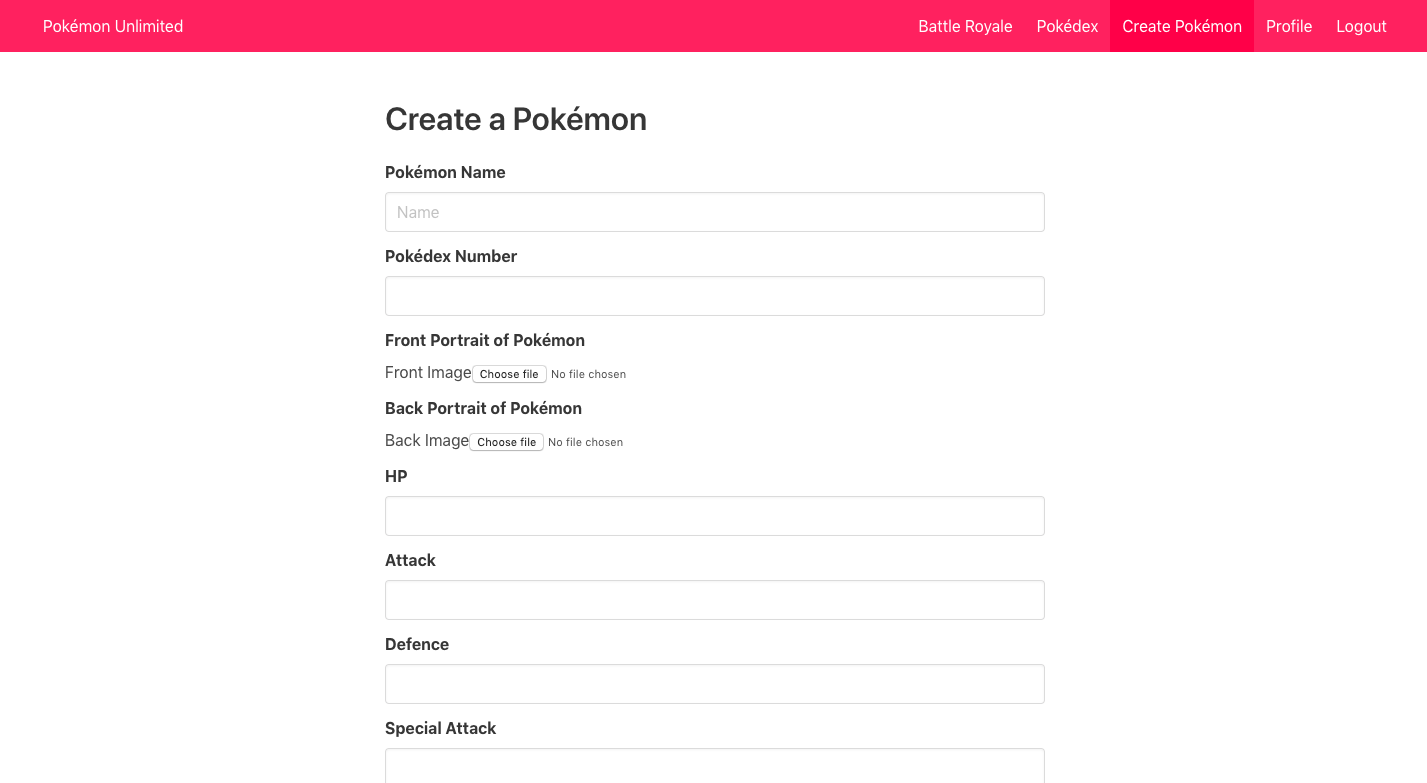 Pokémon Unlimited Battle Royale Pokédex Create Pokémon Profile Logout
Create a Pokémon
Pokémon Name
Name
Pokédex Number
Front Portrait of Pokémon
Front Image Choose file No file chosen
Back Portrait of Pokémon
Back Image Choose file No file chosen
HP
Attack
Defence
Special Attack